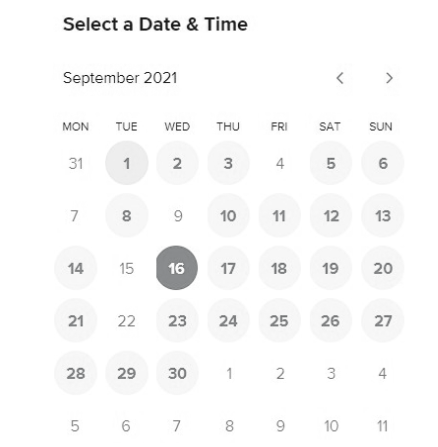 Select a Date & Time
September 2021
MON TUE WED THU FRI SAT SUN
31 1 2 3 4 5 6
7 8 9 10 11 12 13
14 15 16 17 18 19 20
21 22 23 24 25 26 27
28 29 30 1 2 3 4
5 6 7 8 9 10 11